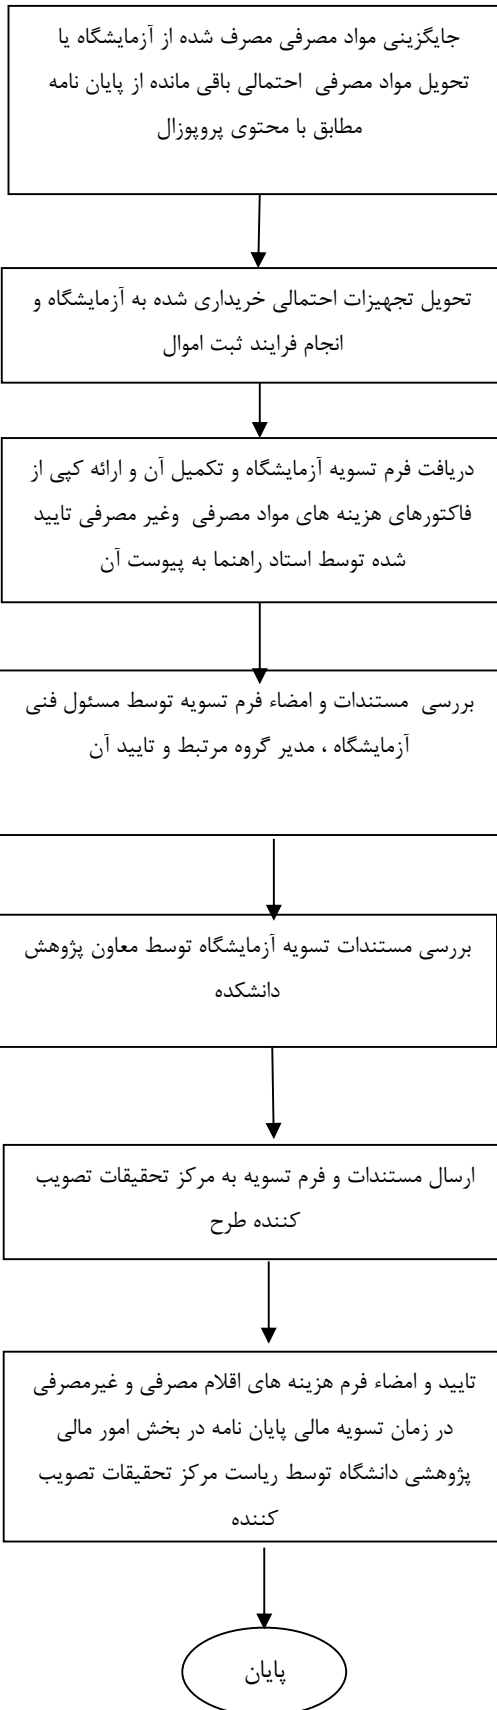 جایگزینی مواد مصرفی مصرف شده از آزمایشگاه یا
تحویل مواد مصرفی احتمالی باقی مانده از پایان نامه
مطابق با محتوی پروپوزال
تحویل تجهیزات احتمالی خریداری شده به آزمایشگاه و
انجام فرایند ثبت اموال
دریافت فرم تسویه آزمایشگاه و تکمیل آن و ارائه کپی از
فاکتورهای هزینه های مواد مصرفی وغیر مصرفی تایید
شده توسط استاد راهنما به پیوست آن
بررسی مستندات و امضاء فرم تسویه توسط مسئول فنی
آزمایشگاه ، مدیر گروه مرتبط و تایید آن
بررسی مستندات تسویه آزمایشگاه توسط معاون پژوهش
دانشکده
ارسال مستندات و فرم تسویه به مرکز تحقیقات تصویب
کننده طرح
تایید و امضاء فرم هزینه های اقلام مصرفی و غیرمصرفی
در زمان تسویه مالی پایان نامه در بخش امور مالی
پژوهشی دانشگاه توسط ریاست مرکز تحقیقات تصویب
کننده
پایان